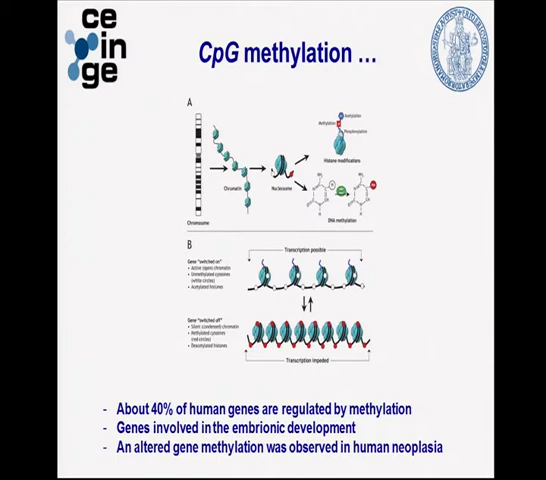 ce
in
ge
CpG methylation …
A
Acetylation
Methylation
Phosphorylation
Histone modifications
Chromatin
Nucleosome
DNA methylation
Chromosome
B
Transcription possible
Gene "switched on"
• Active (open) chromatin
• Unmethylated cytosines
(white circles)
• Acetylated histones
Gene "switched off"
• Silent (condensed) chromatin
• Methylated cytosines
(red circles)
• Deacetylated histones
Transcription impeded
- About 40% of human genes are regulated by methylation
- Genes involved in the embrionic development
- An altered gene methylation was observed in human neoplasia